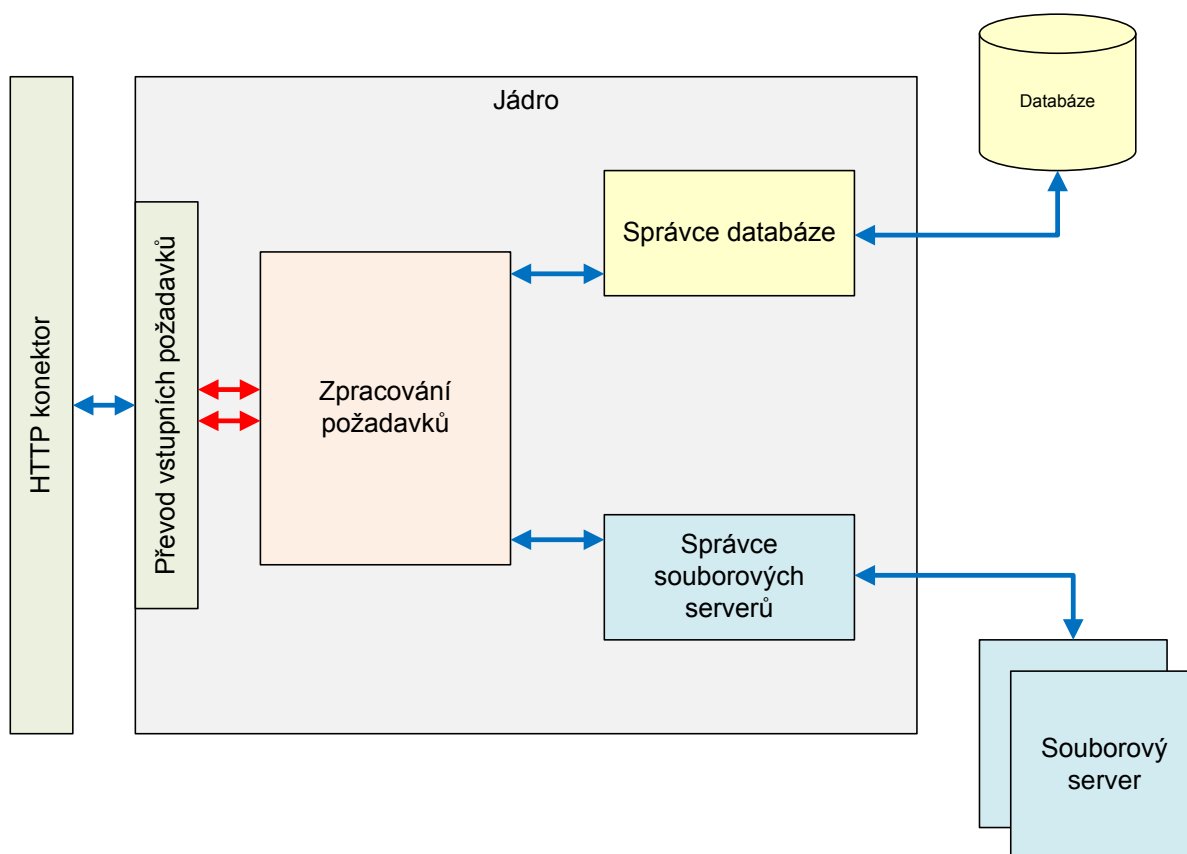 Jádro
Databáze
HTTP konektor
Převod vstupních požadavků
Zpracování
požadavků
Správce databáze
Správce
souborových
serverů
Souborový
server